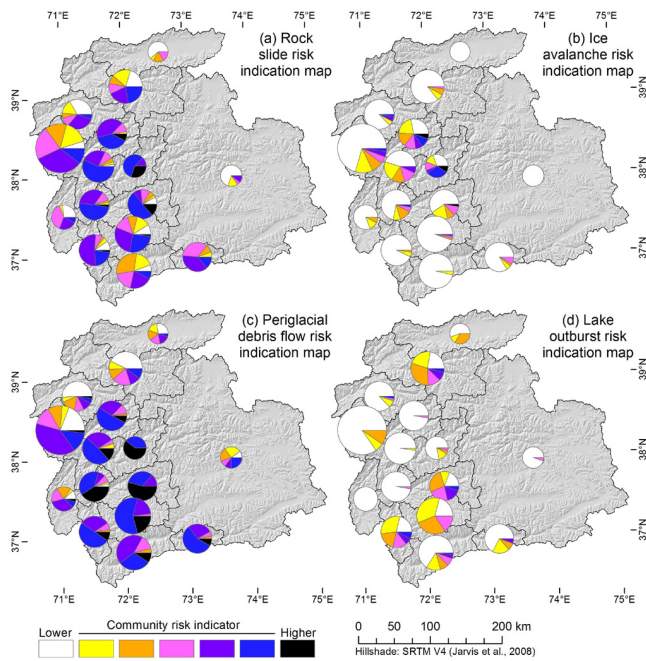 71°E 72°E 73°E 74°E 75°E
71°E 72°E 73°E 74°E 75°E
(a) Rock
slide risk
indication map
(b) Ice
avalanche risk
indication map
39°N
38°N
37°N
39°N
38°N
37°N
(c) Periglacial
debris flow risk
indication map
(d) Lake
outburst risk
indication map
39°N
38°N
37°N
39°N
38°N
37°N
71°E 72°E 73°E 74°E 75°E
71°E 72°E 73°E 74°E 75°E
Lower Community risk indicator Higher
0 50 100 200 km
Hillshade: SRTM V4 (Jarvis et al., 2008)